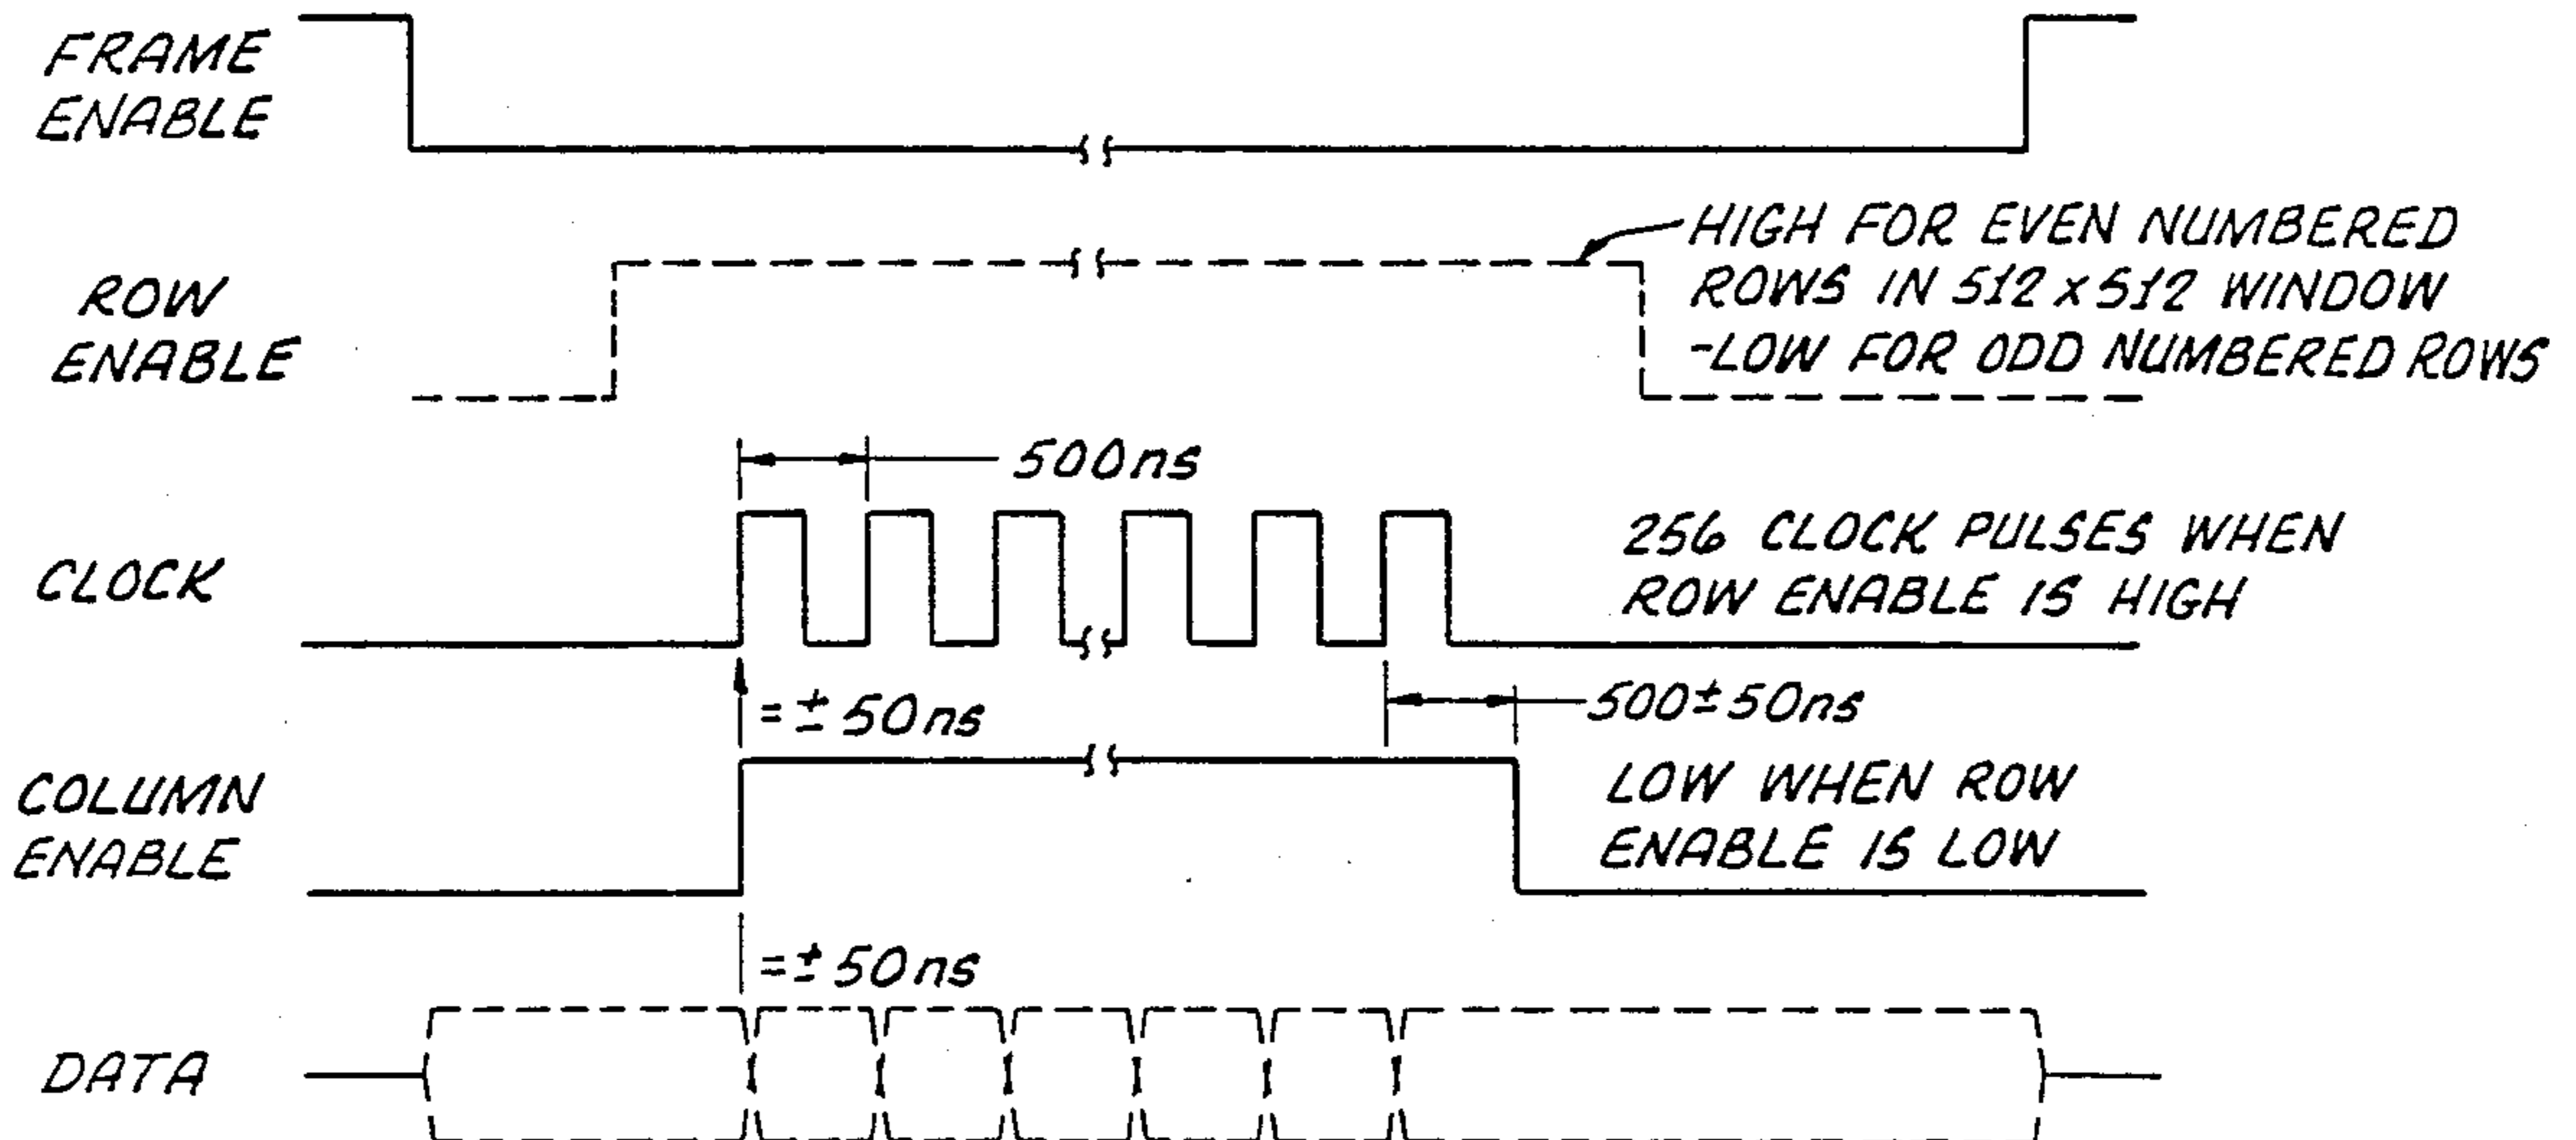 FRAME
ENABLE
HIGH FOR EVEN NUMBERED
ROWS IN 512 x 512 WINDOW
-LOW FOR ODD NUMBERED ROWS
ROW
ENABLE
500ns
256 CLOCK PULSES WHEN
ROW ENABLE IS HIGH
CLOCK
=±50ns
500±50ns
COLUMN
ENABLE
LOW WHEN ROW
ENABLE IS LOW
=±50ns
DATA